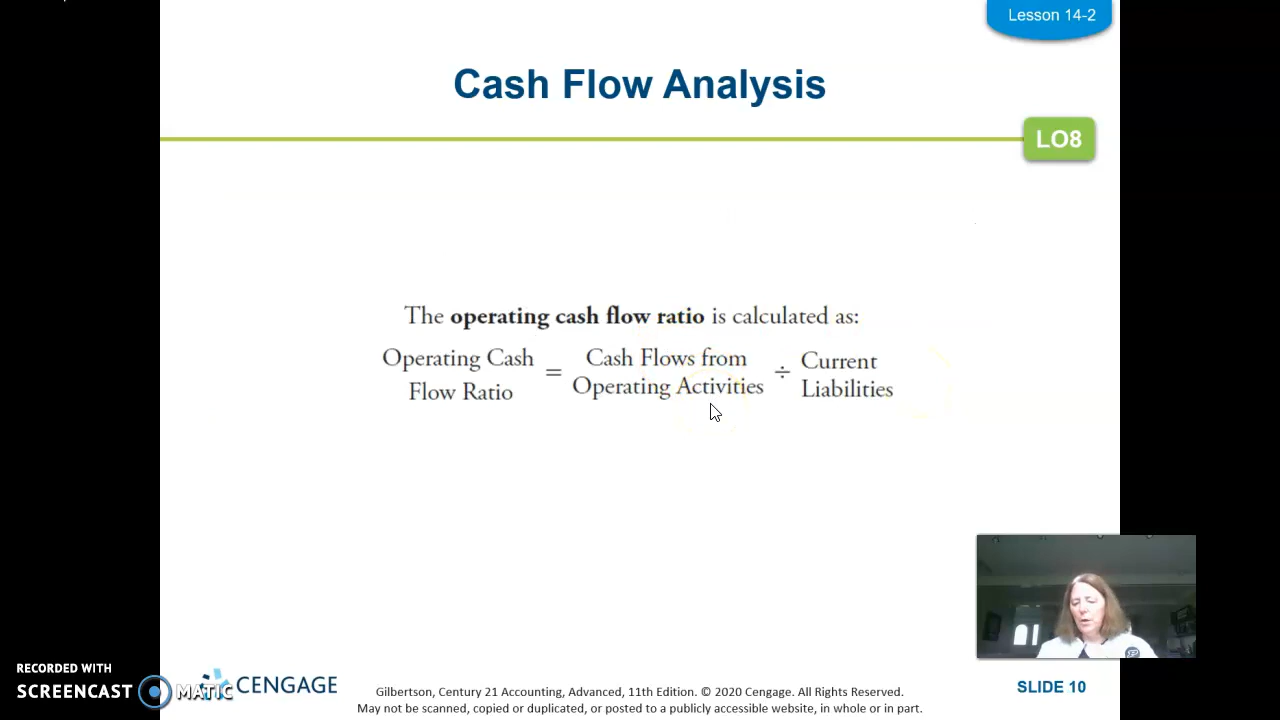 Lesson 14-2
Cash Flow Analysis
LO8
The operating cash flow ratio is calculated as:
Operating Cash Flow Ratio = Cash Flows from Operating Activities ÷ Current Liabilities
RECORDED WITH
SCREENCAST MATIC
CENGAGE
Gilbertson, Century 21 Accounting, Advanced, 11th Edition. © 2020 Cengage. All Rights Reserved.
May not be scanned, copied or duplicated, or posted to a publicly accessible website, in whole or in part.
SLIDE 10